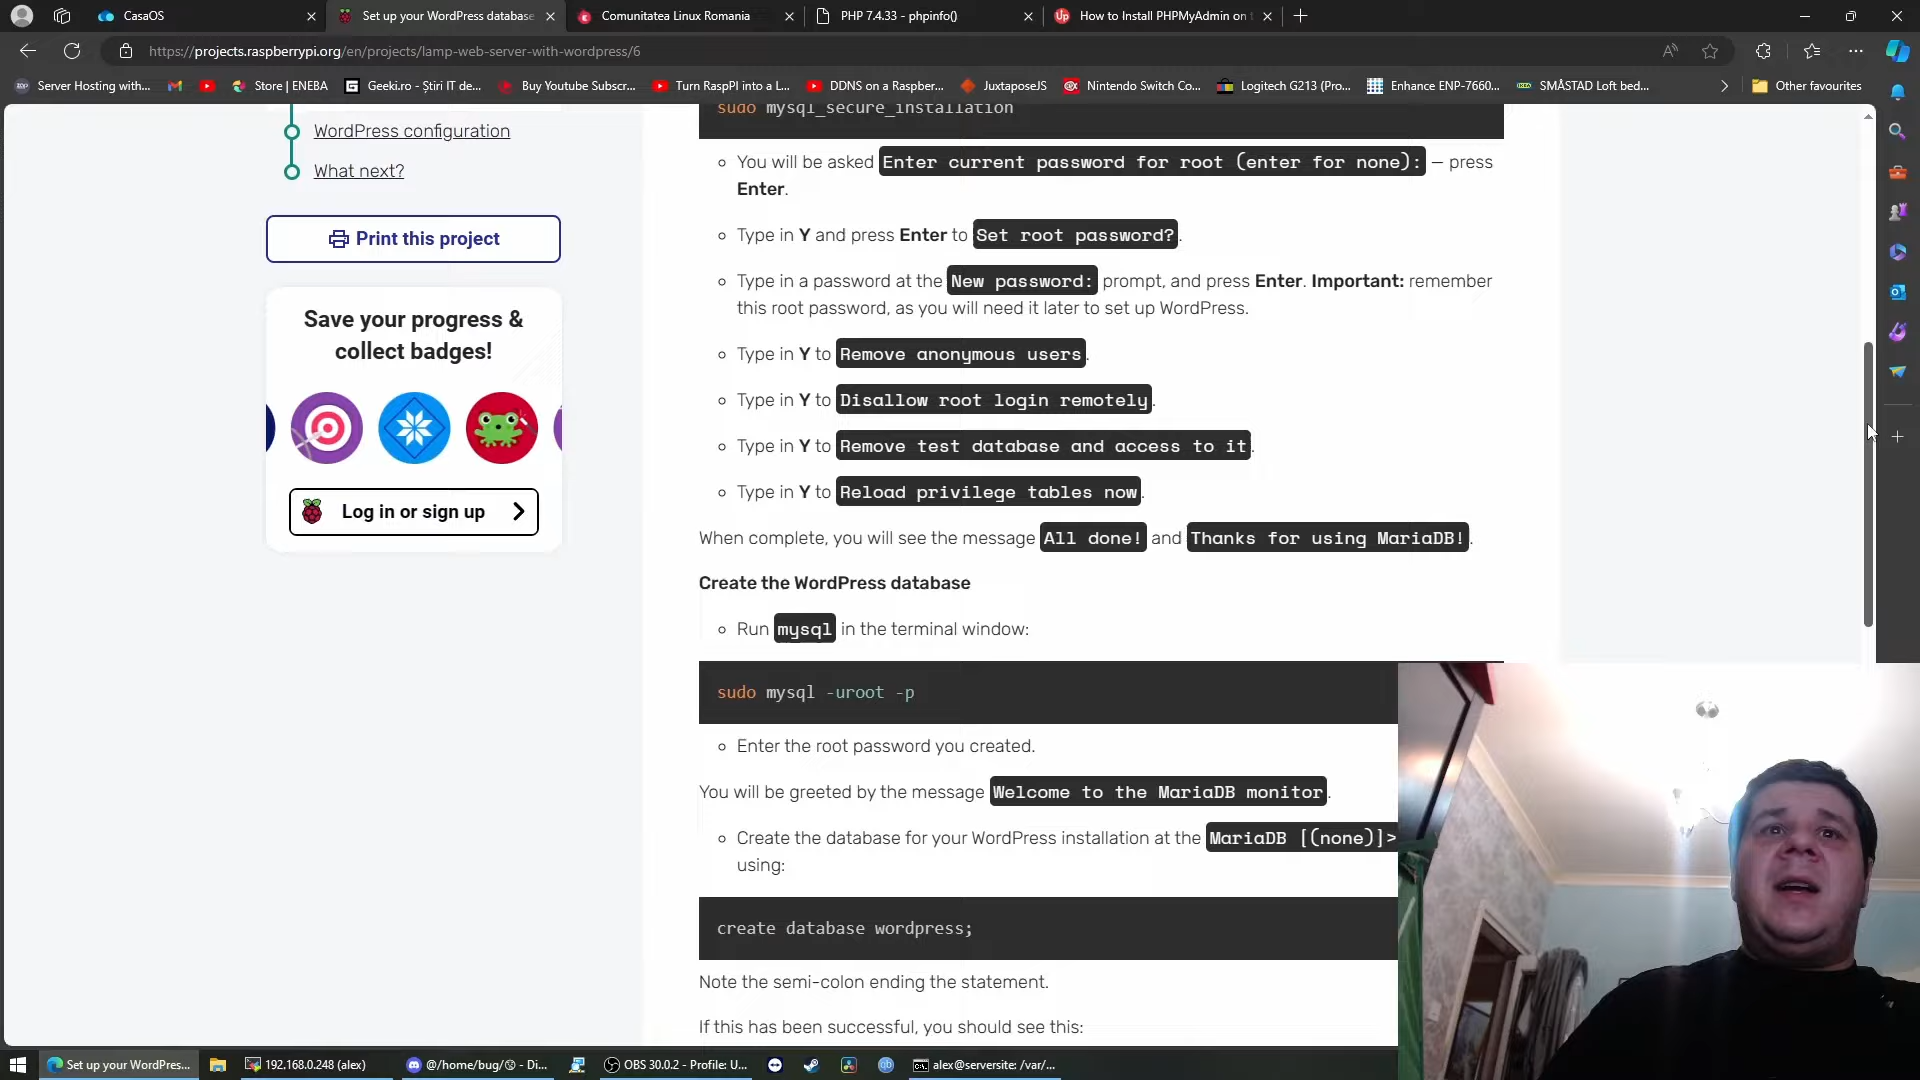 CasaOS
Set up your WordPress database
Comunitatea Linux Romania
PHP 7.4.33 - phpinfo()
How to Install PHPMyAdmin on
https://projects.raspberrypi.org/en/projects/lamp-web-server-with-wordpress/6
Server Hosting with...
Store | ENEBA
Geeki.ro - Știri IT de...
Buy Youtube Subscr...
Turn RaspPI into a L...
DDNS on a Raspber...
JuxtaposeJS
Nintendo Switch Co...
Logitech G213 (Pro...
Enhance ENP-7660...
SMÅSTAD Loft bed...
Other favourites
WordPress configuration
What next?
Print this project
Save your progress &
collect badges!
Log in or sign up
sudo mysql_secure_installation
You will be asked Enter current password for root (enter for none): — press
Enter.
Type in Y and press Enter to Set root password?.
Type in a password at the New password: prompt, and press Enter. Important: remember
this root password, as you will need it later to set up WordPress.
Type in Y to Remove anonymous users.
Type in Y to Disallow root login remotely.
Type in Y to Remove test database and access to it.
Type in Y to Reload privilege tables now.
When complete, you will see the message All done! and Thanks for using MariaDB!.
Create the WordPress database
Run mysql in the terminal window:
sudo mysql -uroot -p
Enter the root password you created.
You will be greeted by the message Welcome to the MariaDB monitor.
Create the database for your WordPress installation at the MariaDB [(none)]>
using:
create database wordpress;
Note the semi-colon ending the statement.
If this has been successful, you should see this:
Set up your WordPres...
192.168.0.248 (alex)
@/home/bug/ - Di...
OBS 30.0.2 - Profile: U...
alex@serversite: /var/...